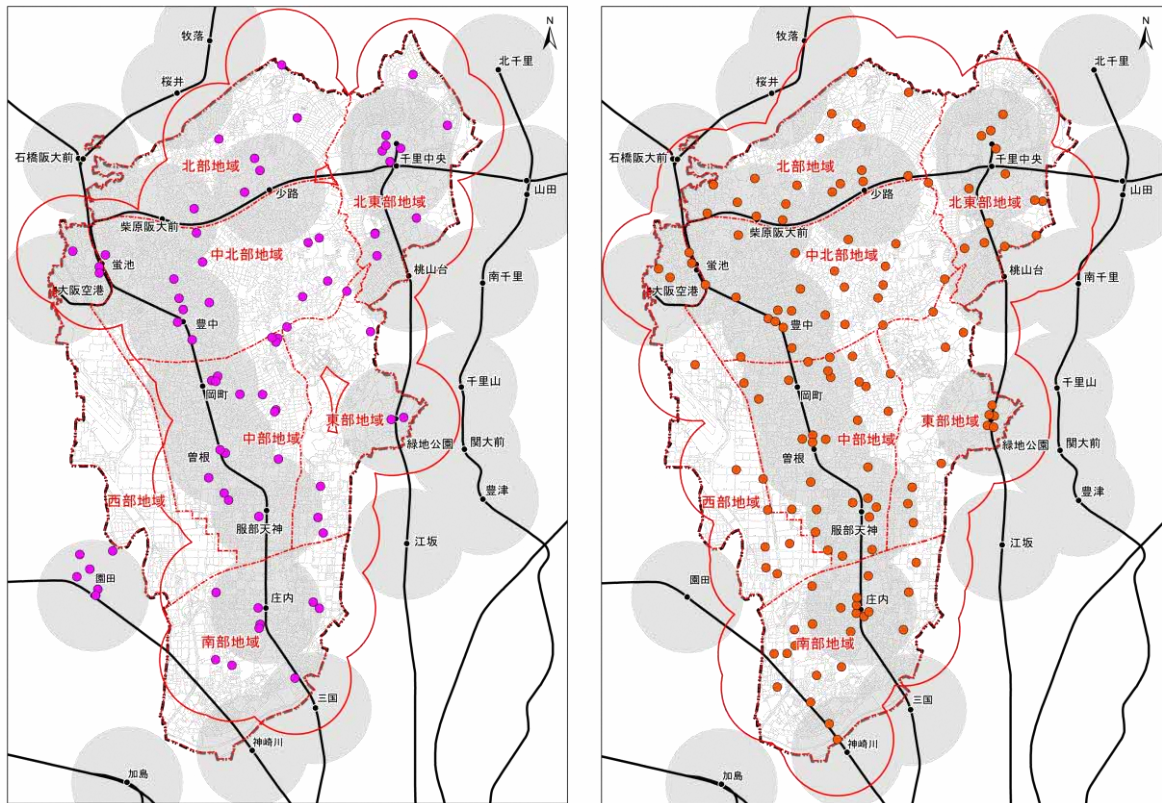 N
牧落
北千里
桜井
石橋阪大前
千里中央
山田
北部地域
少路
北東部地域
柴原阪大前
中北部地域
蛍池
桃山台
南千里
大阪空港
豊中
千里山
岡町
東部地域
中部地域
緑地公園
関大前
曽根
豊津
西部地域
服部天神
江坂
園田
庄内
南部地域
三国
神崎川
加島
N
牧落
北千里
桜井
石橋阪大前
千里中央
山田
北部地域
少路
北東部地域
柴原阪大前
中北部地域
蛍池
桃山台
南千里
大阪空港
豊中
千里山
岡町
東部地域
中部地域
緑地公園
関大前
曽根
豊津
西部地域
服部天神
江坂
園田
庄内
南部地域
三国
神崎川
加島